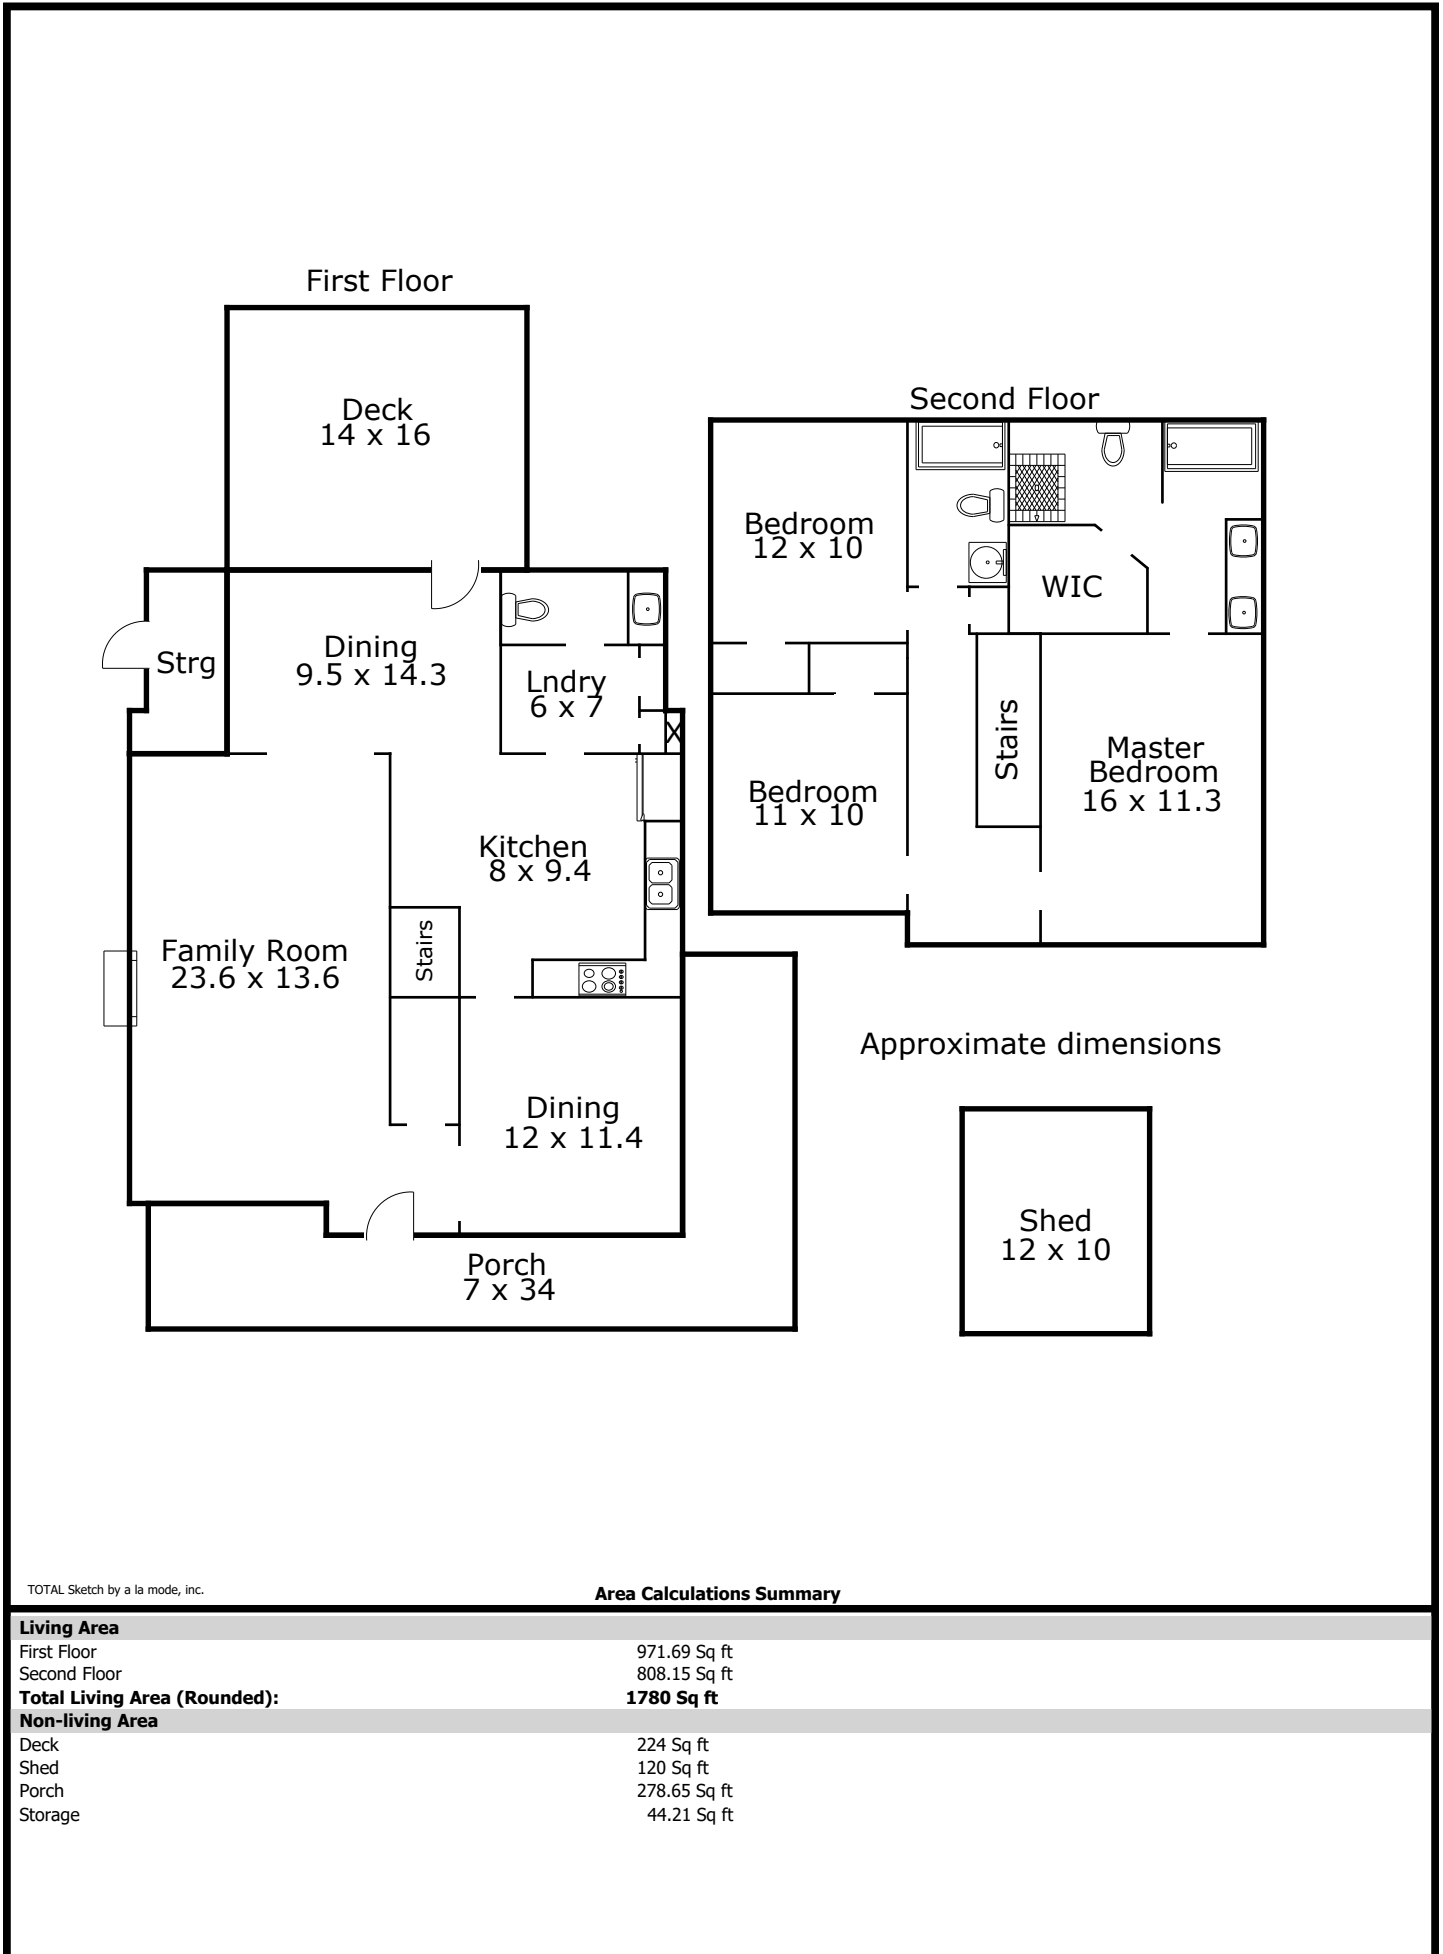 First Floor
Deck
14 x 16
Strg
Dining
9.5 x 14.3
Lndry
6 x 7
Kitchen
8 x 9.4
Stairs
Family Room
23.6 x 13.6
Dining
12 x 11.4
Porch
7 x 34
Second Floor
Bedroom
12 x 10
WIC
Stairs
Bedroom
11 x 10
Master
Bedroom
16 x 11.3
Approximate dimensions
Shed
12 x 10
TOTAL Sketch by a la mode, inc.
Area Calculations Summary
Living Area
First Floor 971.69 Sq ft
Second Floor 808.15 Sq ft
Total Living Area (Rounded): 1780 Sq ft
Non-living Area
Deck 224 Sq ft
Shed 120 Sq ft
Porch 278.65 Sq ft
Storage 44.21 Sq ft